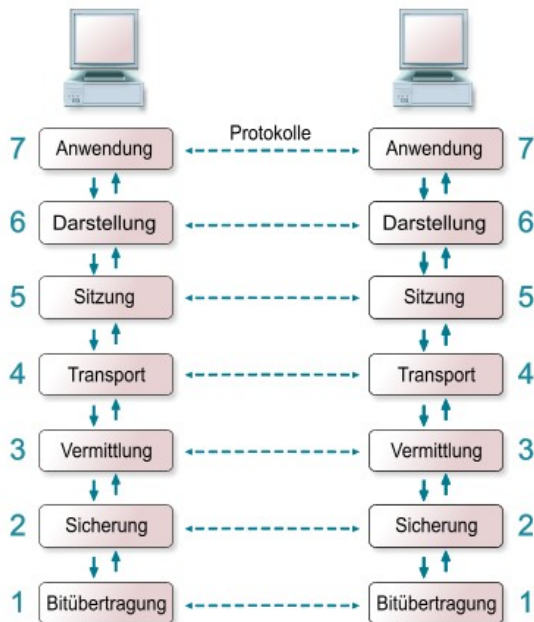 Protokolle
7 Anwendung Anwendung 7
6 Darstellung Darstellung 6
5 Sitzung Sitzung 5
4 Transport Transport 4
3 Vermittlung Vermittlung 3
2 Sicherung Sicherung 2
1 Bitübertragung Bitübertragung 1